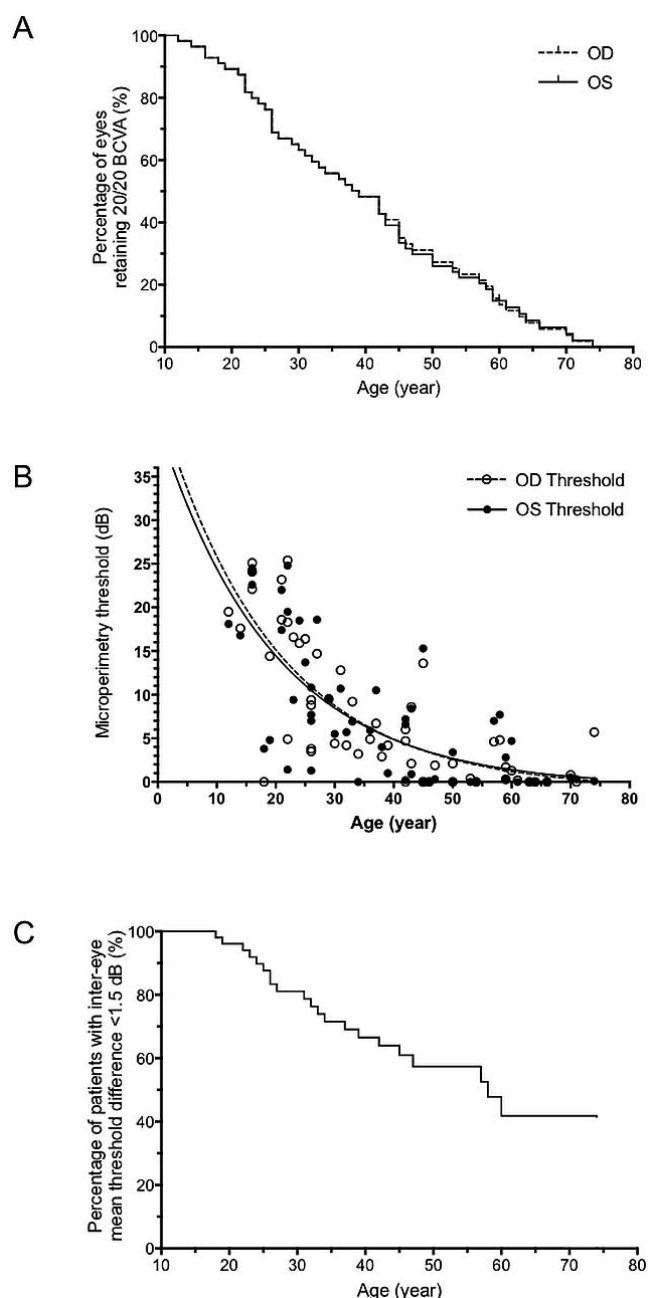 A
Percentage of eyes
retaining 20/20 BCVA (%)
100
80
60
40
20
0
10 20 30 40 50 60 70 80
Age (year)
OD
OS
B
Microperimetry threshold (dB)
35
30
25
20
15
10
5
0
0 10 20 30 40 50 60 70 80
Age (year)
OD Threshold
OS Threshold
C
Percentage of patients with inter-eye
mean threshold difference <1.5 dB (%)
100
80
60
40
20
0
10 20 30 40 50 60 70 80
Age (year)